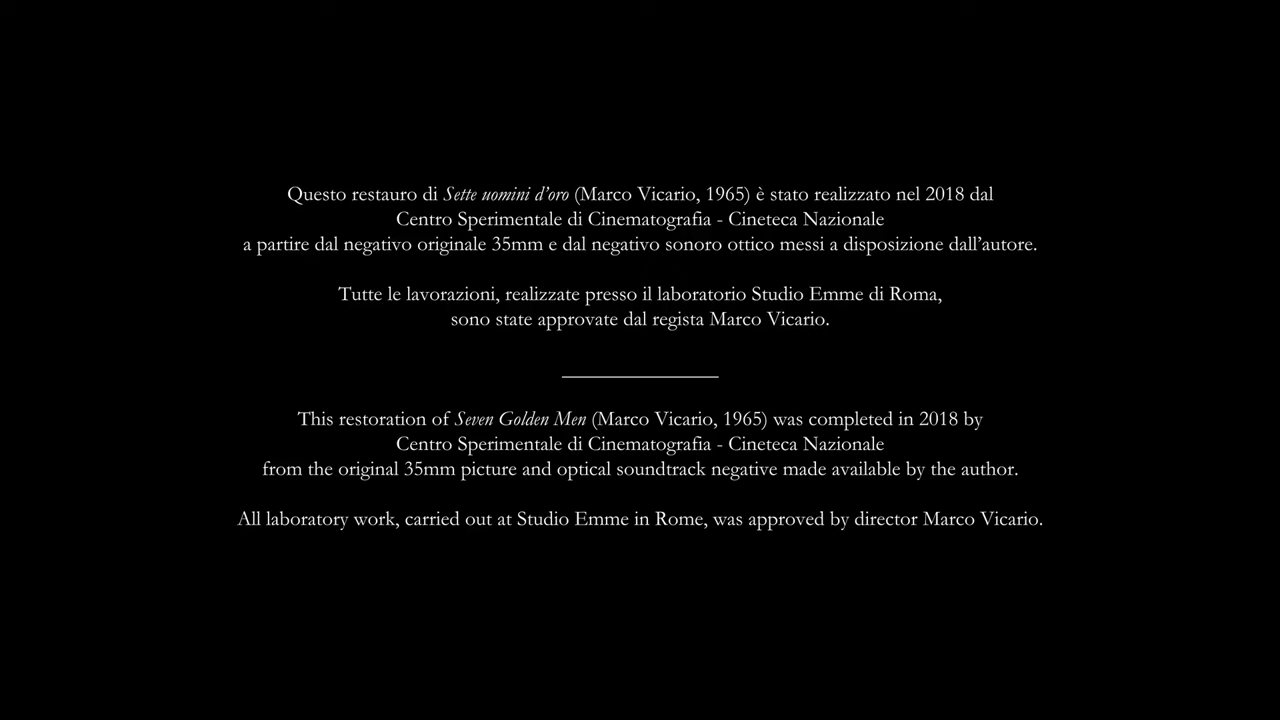 Questo restauro di Sette uomini d'oro (Marco Vicario, 1965) è stato realizzato nel 2018 dal
Centro Sperimentale di Cinematografia - Cineteca Nazionale
a partire dal negativo originale 35mm e dal negativo sonoro ottico messi a disposizione dall'autore.
Tutte le lavorazioni, realizzate presso il laboratorio Studio Emme di Roma,
sono state approvate dal regista Marco Vicario.
This restoration of Seven Golden Men (Marco Vicario, 1965) was completed in 2018 by
Centro Sperimentale di Cinematografia - Cineteca Nazionale
from the original 35mm picture and optical soundtrack negative made available by the author.
All laboratory work, carried out at Studio Emme in Rome, was approved by director Marco Vicario.